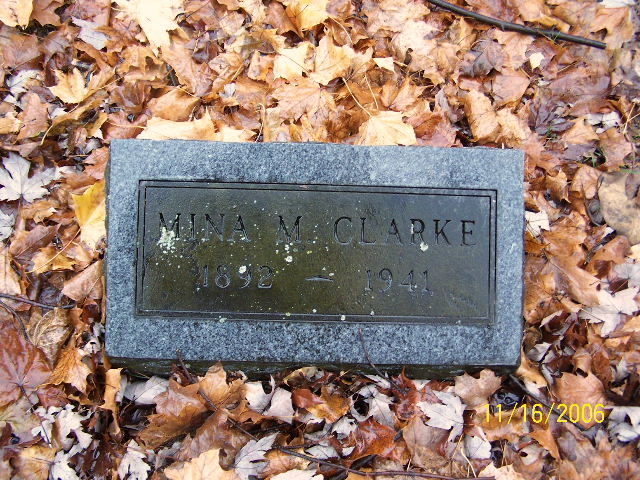 MINA M. CLARKE
1892 – 1941
11/16/2006